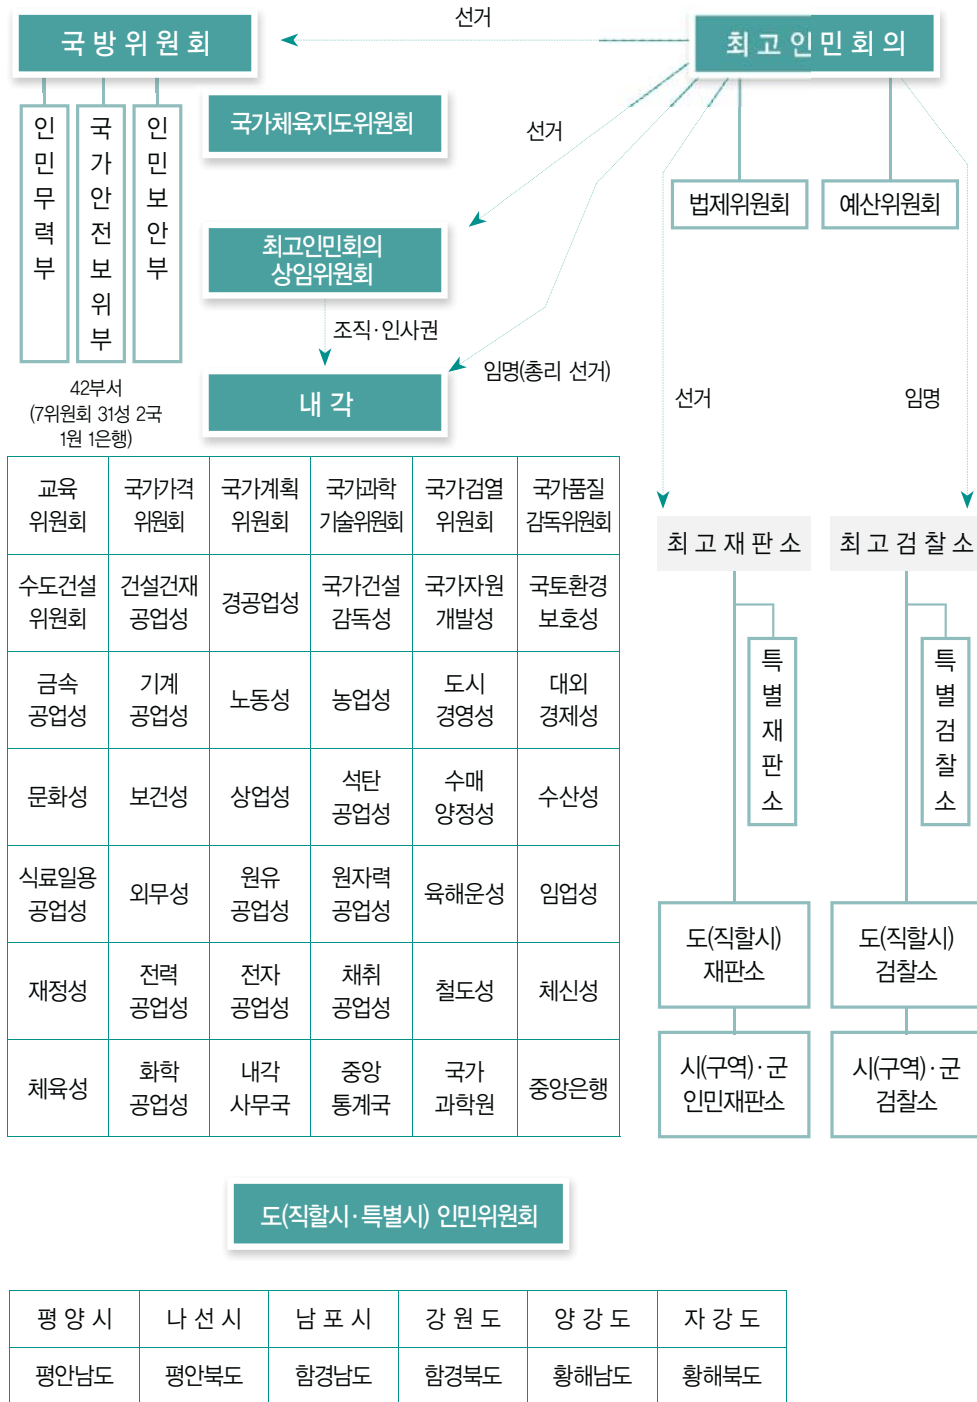 국방위원회
선거
최고인민회의
인민무력부
국가안전보위부
인민보안부
국가체육지도위원회
선거
법제위원회
예산위원회
최고인민회의
상임위원회
조직·인사권
임명(총리 선거)
내각
선거
임명
42부서
(7위원회 31성 2국
1원 1은행)
교육
위원회
국가가격
위원회
국가계획
위원회
국가과학
기술위원회
국가검열
위원회
국가품질
감독위원회
수도건설
위원회
건설건재
공업성
경공업성
국가건설
감독성
국가자원
개발성
국토환경
보호성
금속
공업성
기계
공업성
노동성
농업성
도시
경영성
대외
경제성
문화성
보건성
상업성
석탄
공업성
수매
양정성
수산성
식료일용
공업성
외무성
원유
공업성
원자력
공업성
육해운성
임업성
재정성
전력
공업성
전자
공업성
채취
공업성
철도성
체신성
체육성
화학
공업성
내각
사무국
중앙
통계국
국가
과학원
중앙은행
최고재판소
최고검찰소
특별재판소
특별검찰소
도(직할시)
재판소
도(직할시)
검찰소
시(구역)·군
인민재판소
시(구역)·군
검찰소
도(직할시·특별시) 인민위원회
평양시
나선시
남포시
강원도
양강도
자강도
평안남도
평안북도
함경남도
함경북도
황해남도
황해북도